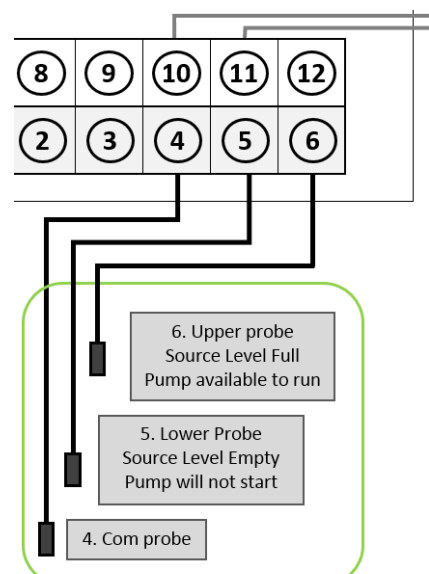 8 9 10 11 12
2 3 4 5 6
6. Upper probe
Source Level Full
Pump available to run
5. Lower Probe
Source Level Empty
Pump will not start
4. Com probe